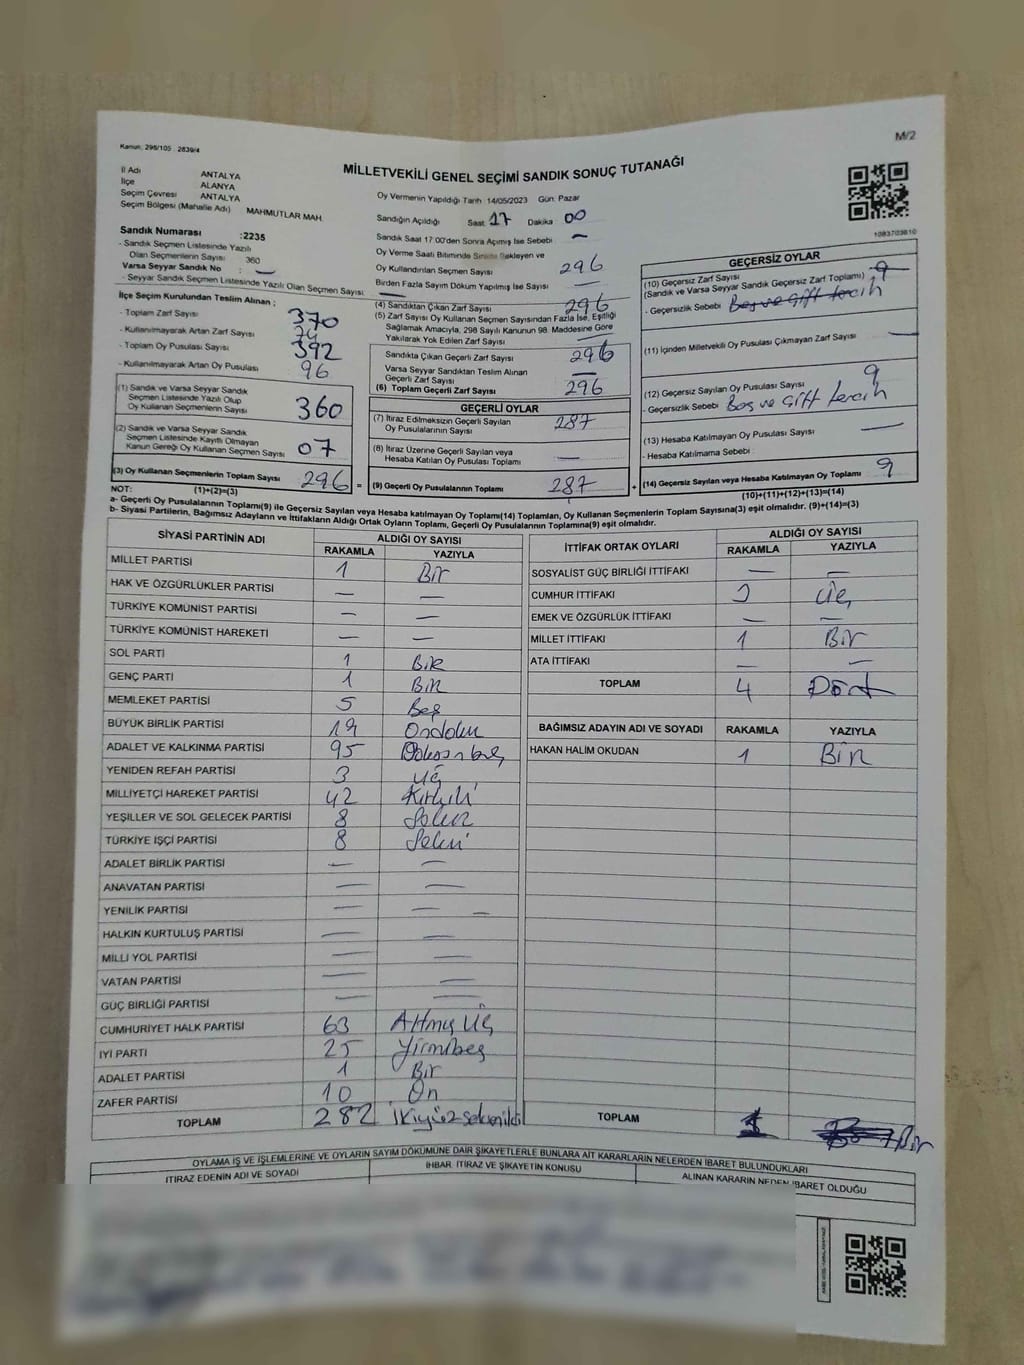 Kanun: 298/105 2839/4
M/2
MİLLETVEKİLİ GENEL SEÇİMİ SANDIK SONUÇ TUTANAĞI
İl Adı ANTALYA
İlçe ALANYA
Seçim Çevresi ANTALYA
Seçim Bölgesi (Mahalle Adı) MAHMUTLAR MAH.
Sandık Numarası :2235
- Sandık Seçmen Listesinde Yazılı
Olan Seçmenlerin Sayısı 360
Varsa Seyyar Sandık No : —
- Seyyar Sandık Seçmen Listesinde Yazılı Olan Seçmen Sayısı
İlçe Seçim Kurulundan Teslim Alınan ;
- Toplam Zarf Sayısı 370
- Kullanılmayarak Artan Zarf Sayısı 74
- Toplam Oy Pusulası Sayısı 392
- Kullanılmayarak Artan Oy Pusulası 96
(1) Sandık ve Varsa Seyyar Sandık
Seçmen Listesinde Yazılı Olup
Oy Kullanan Seçmenlerin Sayısı 360
(2) Sandık ve Varsa Seyyar Sandık
Seçmen Listesinde Kayıtlı Olmayan
Kanun Gereği Oy Kullanan Seçmen Sayısı 07
(3) Oy Kullanan Seçmenlerin Toplam Sayısı 296 =
Oy Vermenin Yapıldığı Tarih 14/05/2023 Gün: Pazar
Sandığın Açıldığı Saat: 17 Dakika 00
Sandık Saat 17:00'den Sonra Açılmış İse Sebebi —
Oy Verme Saati Bitiminde Sırada Bekleyen ve
Oy Kullandırılan Seçmen Sayısı 296
Birden Fazla Sayım Dökum Yapılmış İse Sayısı —
(4) Sandıktan Çıkan Zarf Sayısı 296
(5) Zarf Sayısı Oy Kullanan Seçmen Sayısından Fazla İse, Eşitliği
Sağlamak Amacıyla, 298 Sayılı Kanunun 98. Maddesine Göre
Yakılarak Yok Edilen Zarf Sayısı —
Sandıkta Çıkan Geçerli Zarf Sayısı 296
Varsa Seyyar Sandıktan Teslim Alınan
Geçerli Zarf Sayısı —
(6) Toplam Geçerli Zarf Sayısı 296
GEÇERLİ OYLAR
(7) İtiraz Edilmeksizin Geçerli Sayılan
Oy Pusulalarının Sayısı 287
(8) İtiraz Üzerine Geçerli Sayılan veya
Hesaba Katılan Oy Pusulası Toplamı —
(9) Geçerli Oy Pusulalarının Toplamı 287 +
1083703610
GEÇERSİZ OYLAR
(10) Geçersiz Zarf Sayısı 9
(Sandık ve Varsa Seyyar Sandık Geçersiz Zarf Toplamı)
- Geçersizlik Sebebi Boş ve Çift tercih
(11) İçinden Milletvekili Oy Pusulası Çıkmayan Zarf Sayısı —
(12) Geçersiz Sayılan Oy Pusulası Sayısı 9
- Geçersizlik Sebebi Boş ve Çift tercih
(13) Hesaba Katılmayan Oy Pusulası Sayısı —
- Hesaba Katılmama Sebebi
(14) Geçersiz Sayılan veya Hesaba Katılmayan Oy Toplamı 9
NOT: (1)+(2)=(3)
(10)+(11)+(12)+(13)=(14)
a- Geçerli Oy Pusulaların Toplamı(9) ile Geçersiz Sayılan veya Hesaba katılmayan Oy Toplamı(14) Toplamları, Oy Kullanan Seçmenlerin Toplam Sayısına(3) eşit olmalıdır. (9)+(14)=(3)
b- Siyasi Partilerin, Bağımsız Adayların ve İttifakların Aldığı Ortak Oyların Toplamı, Geçerli Oy Pusulalarının Toplamına(9) eşit olmalıdır.
SİYASİ PARTİNİN ADI ALDIĞI OY SAYISI
RAKAMLA YAZIYLA
MİLLET PARTİSİ 1 Bir
HAK VE ÖZGÜRLÜKLER PARTİSİ — —
TÜRKİYE KOMÜNİST PARTİSİ — —
TÜRKİYE KOMÜNİST HAREKETİ — —
SOL PARTİ 1 Bir
GENÇ PARTİ 1 Bir
MEMLEKET PARTİSİ 5 Beş
BÜYÜK BİRLİK PARTİSİ 19 Ondoku
ADALET VE KALKINMA PARTİSİ 95 Doksan beş
YENİDEN REFAH PARTİSİ 3 üç
MİLLİYETÇİ HAREKET PARTİSİ 42 Kırkiki
YEŞİLLER VE SOL GELECEK PARTİSİ 8 Sekiz
TÜRKİYE İŞÇİ PARTİSİ 8 Sekiz
ADALET BİRLİK PARTİSİ — —
ANAVATAN PARTİSİ — —
YENİLİK PARTİSİ — —
HALKIN KURTULUŞ PARTİSİ — —
MİLLİ YOL PARTİSİ — —
VATAN PARTİSİ — —
GÜÇ BİRLİĞİ PARTİSİ — —
CUMHURİYET HALK PARTİSİ 63 Altmış Üç
İYİ PARTİ 25 Yirmibeş
ADALET PARTİSİ 1 Bir
ZAFER PARTİSİ 10 On
TOPLAM 282 İkiyüzseksenikİ
İTTİFAK ORTAK OYLARI ALDIĞI OY SAYISI
RAKAMLA YAZIYLA
SOSYALİST GÜÇ BİRLİĞİ İTTİFAKI — —
CUMHUR İTTİFAKI 3 Üç
EMEK VE ÖZGÜRLÜK İTTİFAKI — —
MİLLET İTTİFAKI 1 Bir
ATA İTTİFAKI — —
TOPLAM 4 Dört
BAĞIMSIZ ADAYIN ADI VE SOYADI RAKAMLA YAZIYLA
HAKAN HALİM OKUDAN 1 Bir
TOPLAM 1 Bir
OYLAMA İŞ VE İŞLEMLERİNE VE OYLARIN SAYIM DÖKÜMÜNE DAİR ŞİKAYETLERLE BUNLARA AİT KARARLARIN NELERDEN İBARET BULUNDUKLARI
İTİRAZ EDENİN ADI VE SOYADI İHBAR, İTİRAZ VE ŞİKAYETİN KONUSU ALINAN KARARIN NEDEN İBARET OLDUĞU